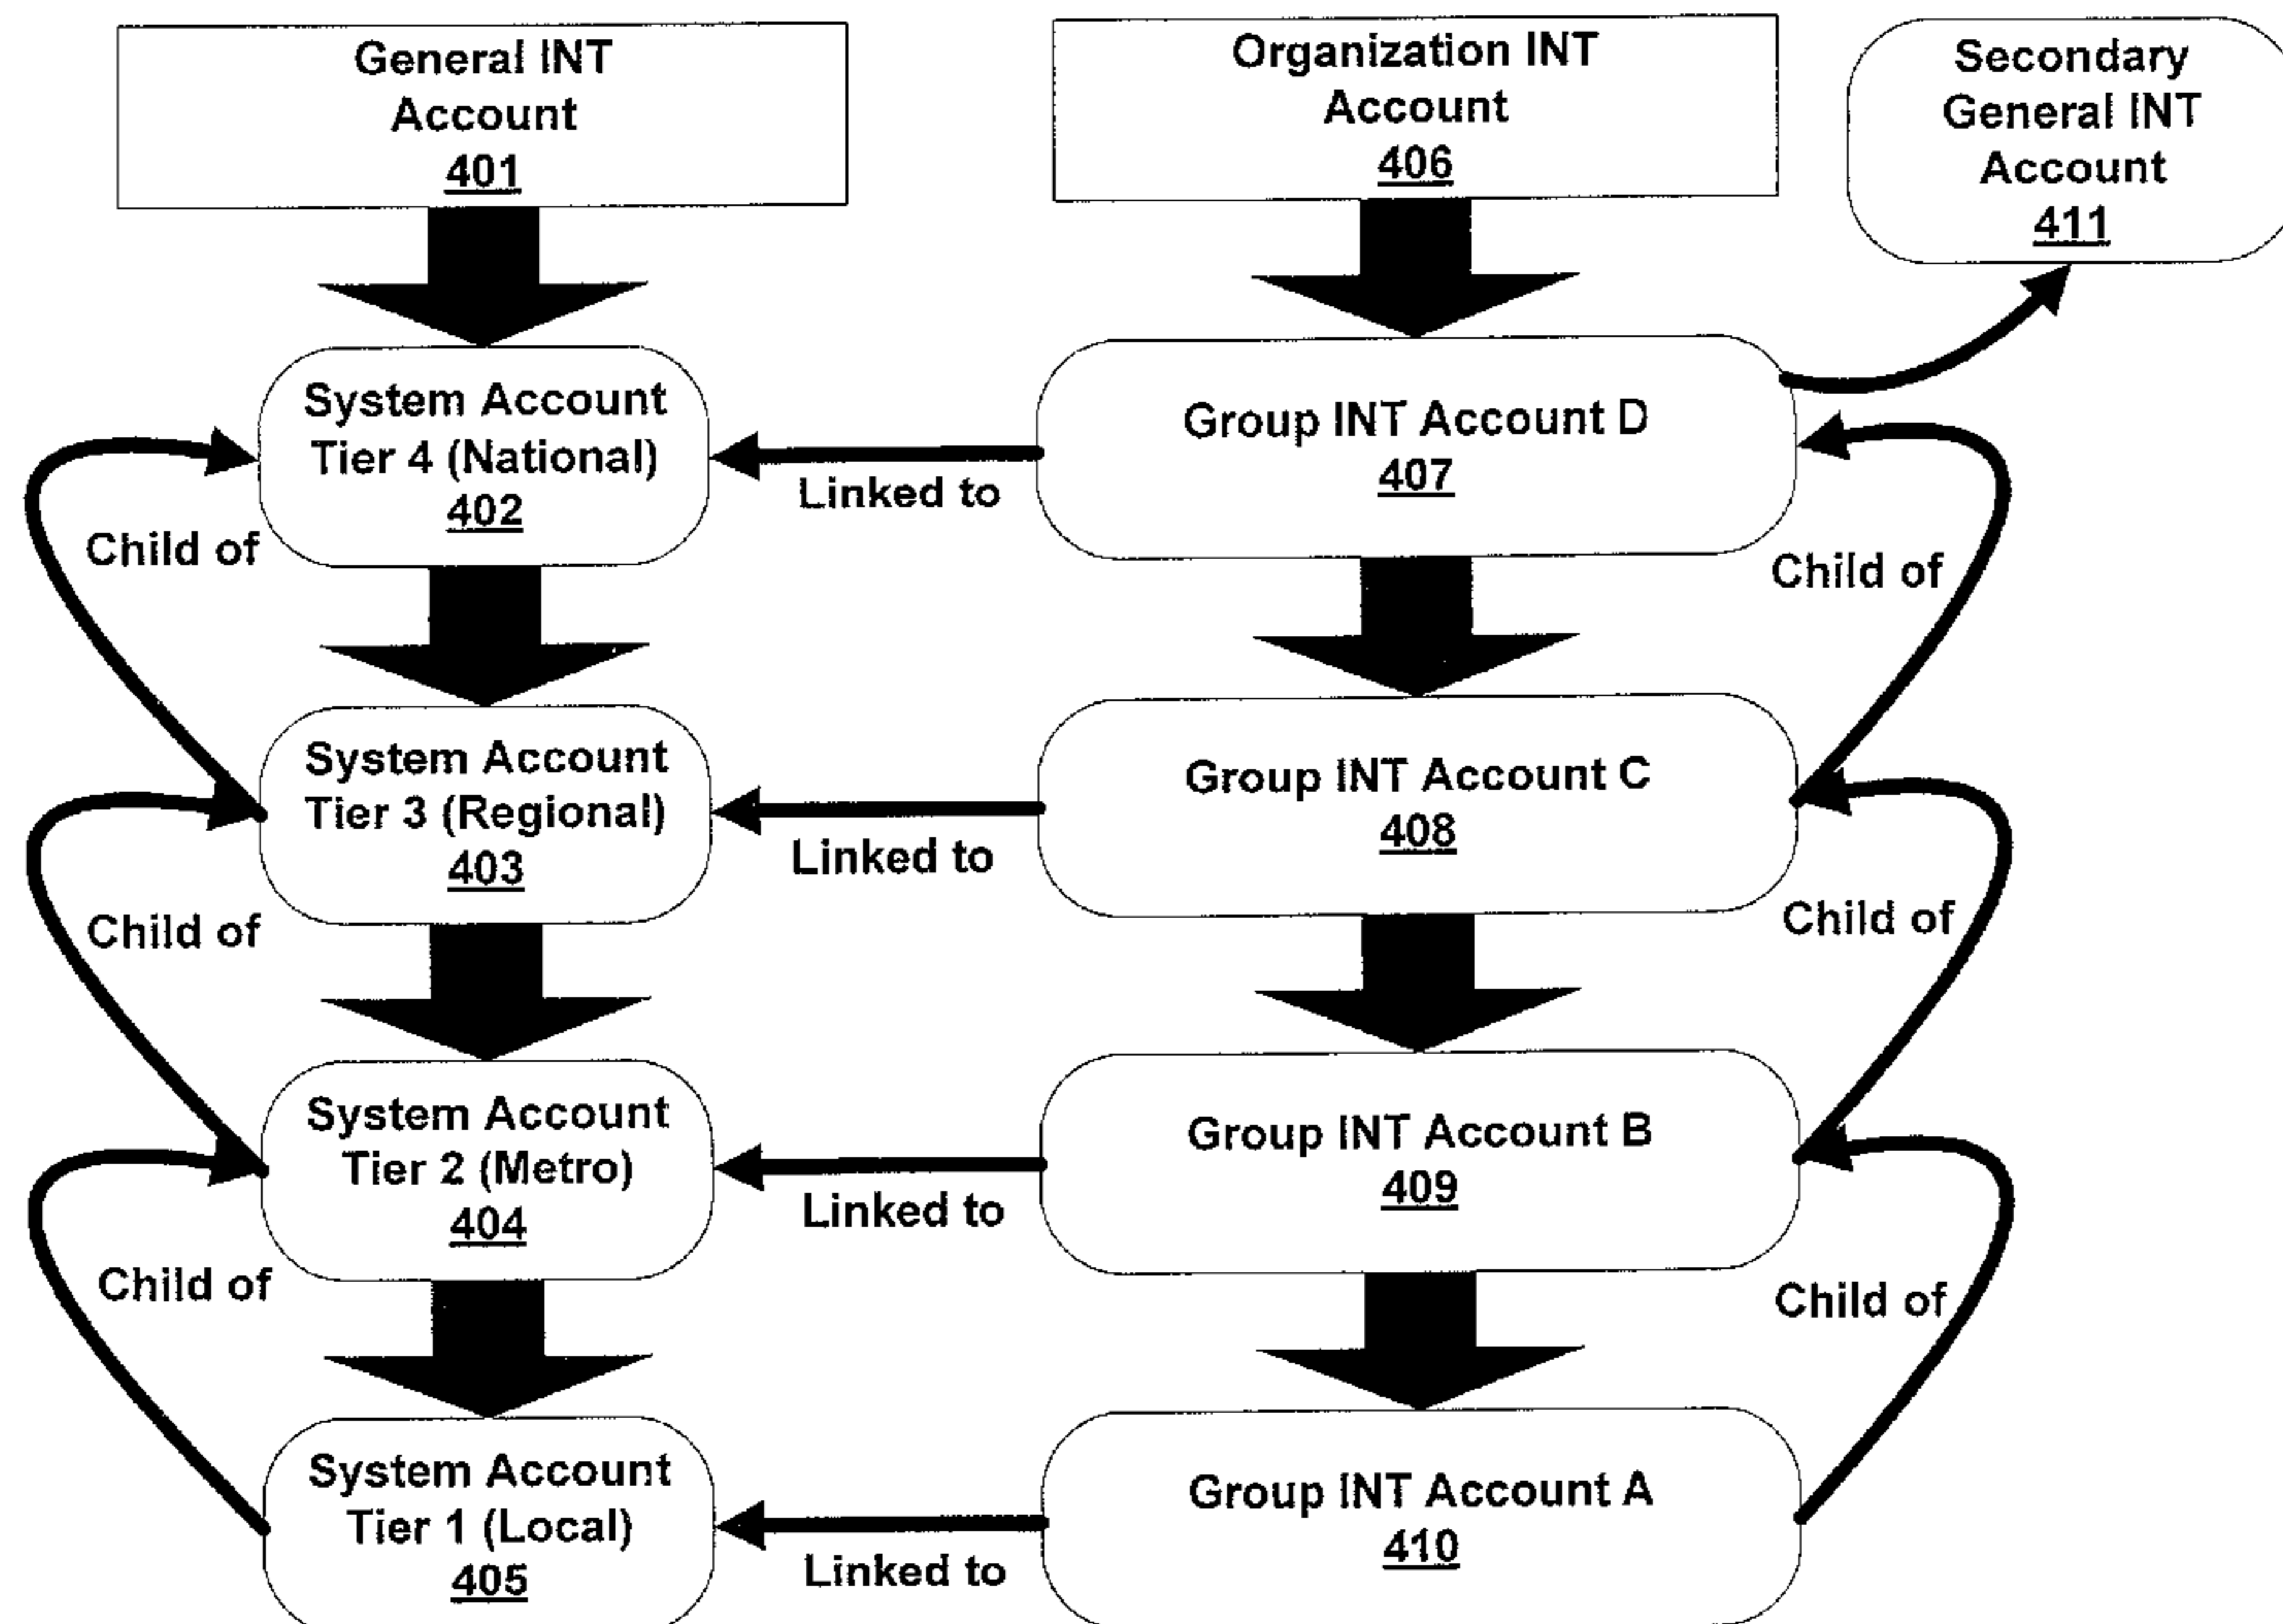 General INT
Account
401
Organization INT
Account
406
Secondary
General INT
Account
411
System Account
Tier 4 (National)
402
Linked to
Group INT Account D
407
Child of
Child of
System Account
Tier 3 (Regional)
403
Linked to
Group INT Account C
408
Child of
Child of
System Account
Tier 2 (Metro)
404
Linked to
Group INT Account B
409
Child of
Child of
System Account
Tier 1 (Local)
405
Linked to
Group INT Account A
410